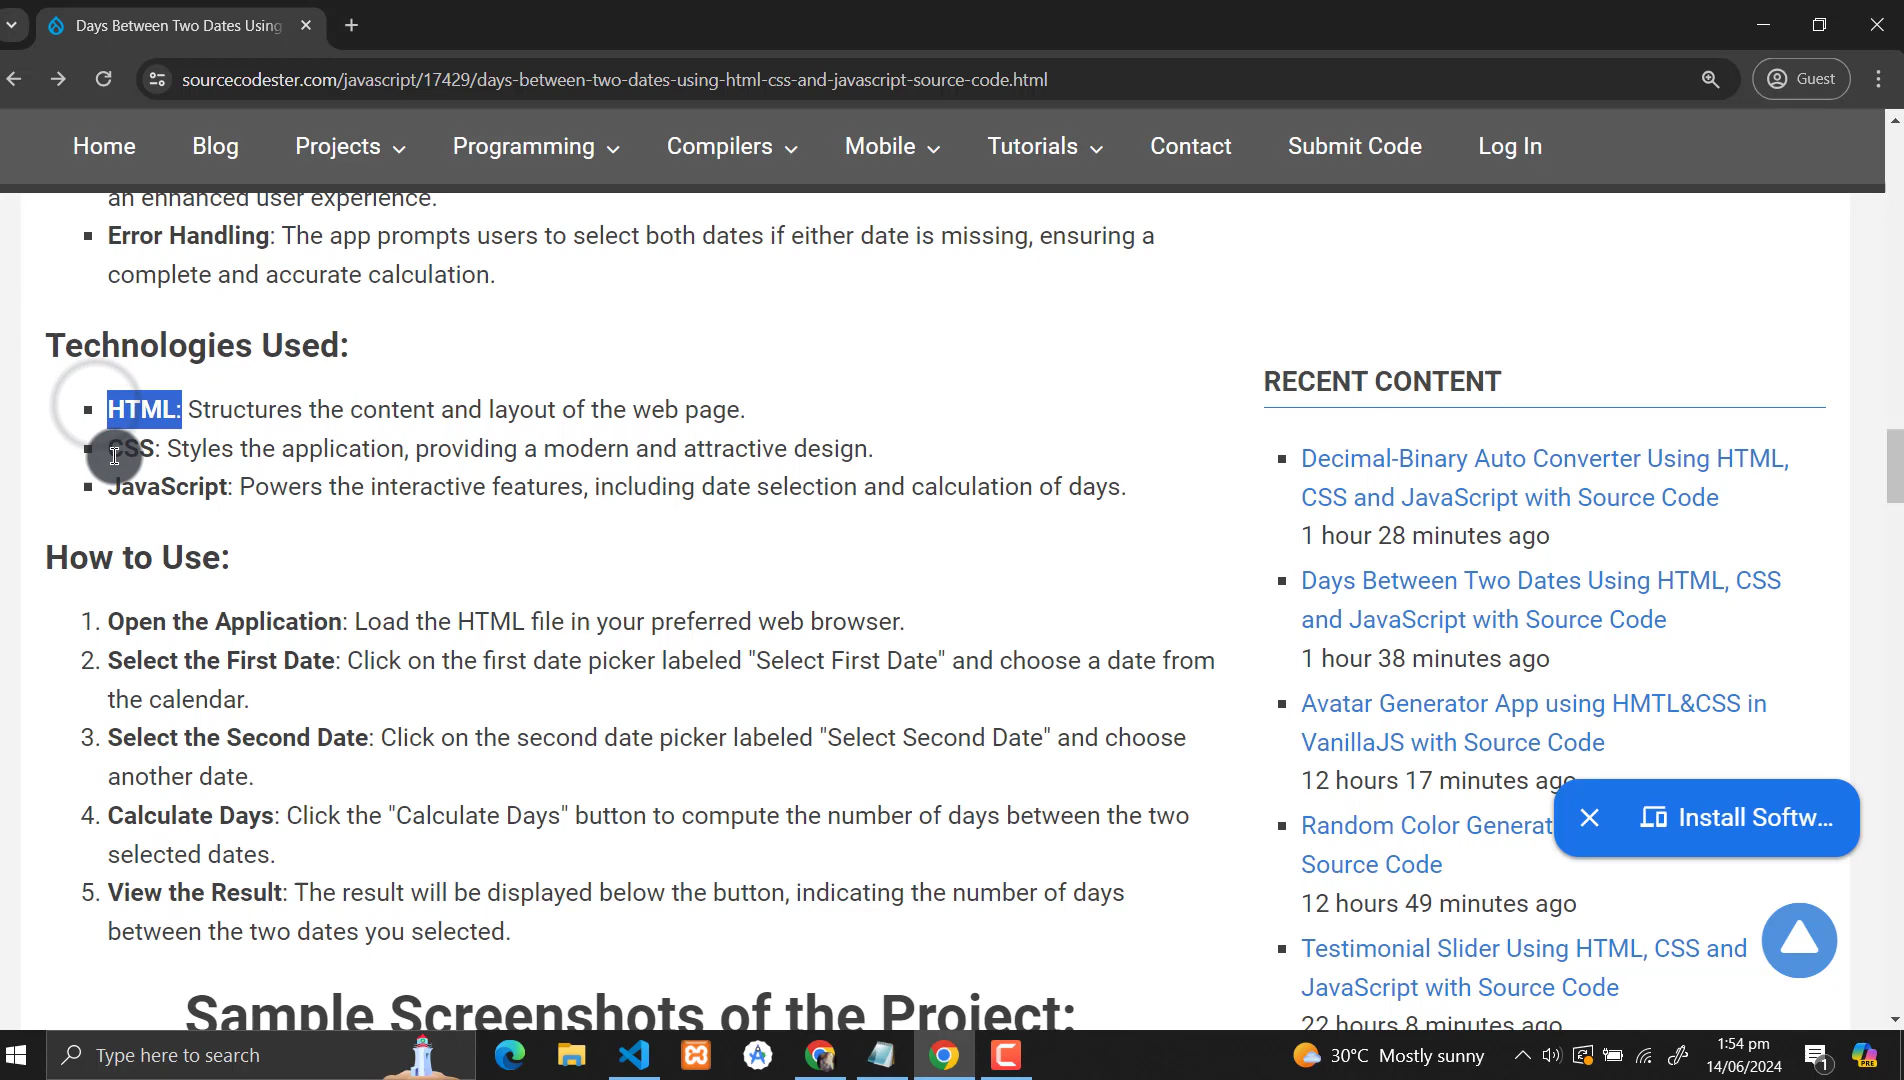 Days Between Two Dates Using
sourcecodester.com/javascript/17429/days-between-two-dates-using-html-css-and-javascript-source-code.html
Guest
Home Blog Projects Programming Compilers Mobile Tutorials Contact Submit Code Log In
an enhanced user experience.
Error Handling: The app prompts users to select both dates if either date is missing, ensuring a
complete and accurate calculation.
Technologies Used:
HTML: Structures the content and layout of the web page.
CSS: Styles the application, providing a modern and attractive design.
JavaScript: Powers the interactive features, including date selection and calculation of days.
How to Use:
1. Open the Application: Load the HTML file in your preferred web browser.
2. Select the First Date: Click on the first date picker labeled "Select First Date" and choose a date from
the calendar.
3. Select the Second Date: Click on the second date picker labeled "Select Second Date" and choose
another date.
4. Calculate Days: Click the "Calculate Days" button to compute the number of days between the two
selected dates.
5. View the Result: The result will be displayed below the button, indicating the number of days
between the two dates you selected.
Sample Screenshots of the Project:
RECENT CONTENT
Decimal-Binary Auto Converter Using HTML,
CSS and JavaScript with Source Code
1 hour 28 minutes ago
Days Between Two Dates Using HTML, CSS
and JavaScript with Source Code
1 hour 38 minutes ago
Avatar Generator App using HMTL&CSS in
VanillaJS with Source Code
12 hours 17 minutes ago
Random Color Generat
Source Code
12 hours 49 minutes ago
Testimonial Slider Using HTML, CSS and
JavaScript with Source Code
22 hours 8 minutes ago
Install Softw...
Type here to search
30°C Mostly sunny
1:54 pm
14/06/2024
1
PRE